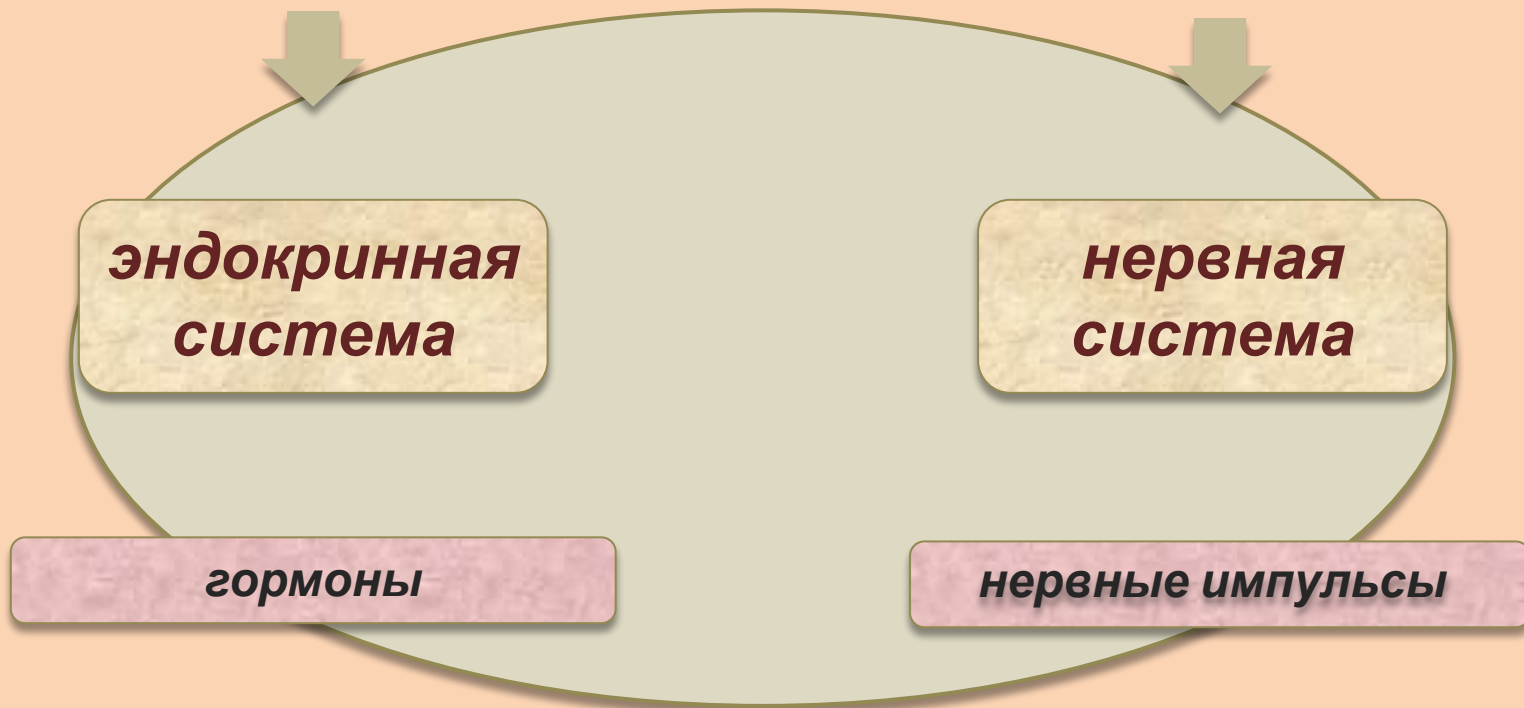 эндокринная
система
нервная
система
гормоны
нервные импульсы